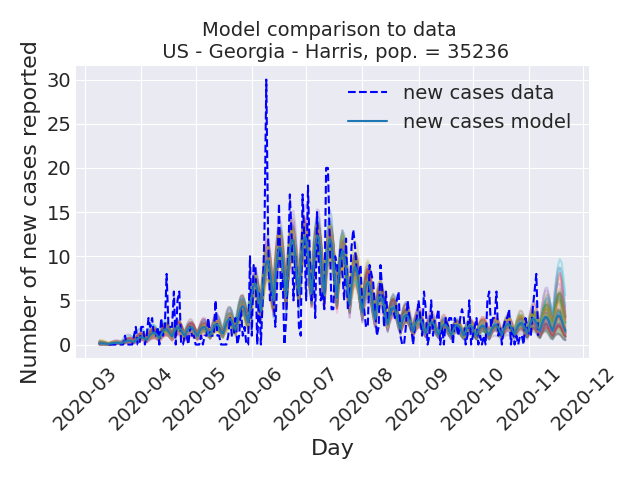 Model comparison to data
US - Georgia - Harris, pop. = 35236
Number of new cases reported
30
25
20
15
10
5
0
new cases data
new cases model
2020-03
2020-04
2020-05
2020-06
2020-07
2020-08
2020-09
2020-10
2020-11
2020-12
Day